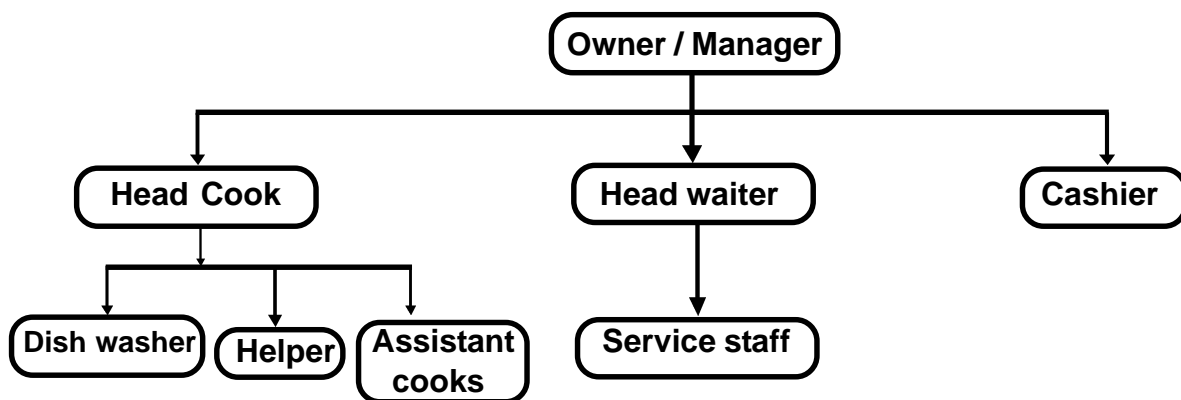 Owner / Manager
Head Cook
Head waiter
Cashier
Dish washer
Helper
Assistant
cooks
Service staff